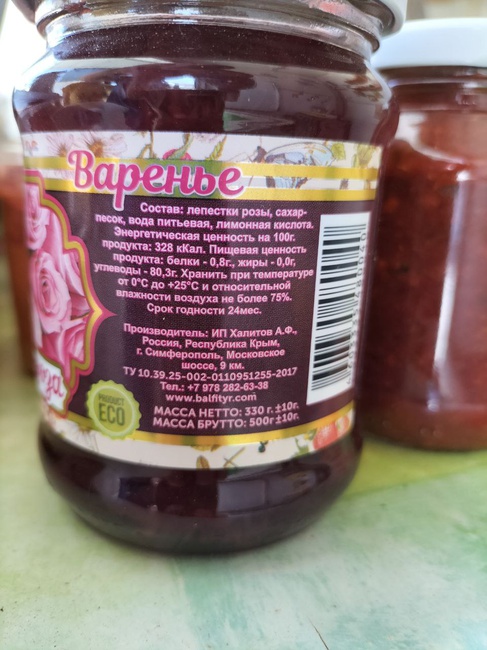 Варенье
Состав: лепестки розы, сахар-
песок, вода питьевая, лимонная кислота.
Энергетическая ценность на 100г.
продукта: 328 кКал. Пищевая ценность
продукта: белки - 0,8г., жиры - 0,0г,
углеводы - 80,3г. Хранить при температуре
от 0°С до +25°С и относительной
влажности воздуха не более 75%.
Срок годности 24мес.
Производитель: ИП Халитов А.Ф.,
Россия, Республика Крым,
г. Симферополь, Московское
шоссе, 9 км.
ТУ 10.39.25-002-0110951255-2017
Тел.: +7 978 282-63-38
www.balfityr.com
МАССА НЕТТО: 330 г.±10г.
МАССА БРУТТО: 500г±10г.
PRODUCT
ECO